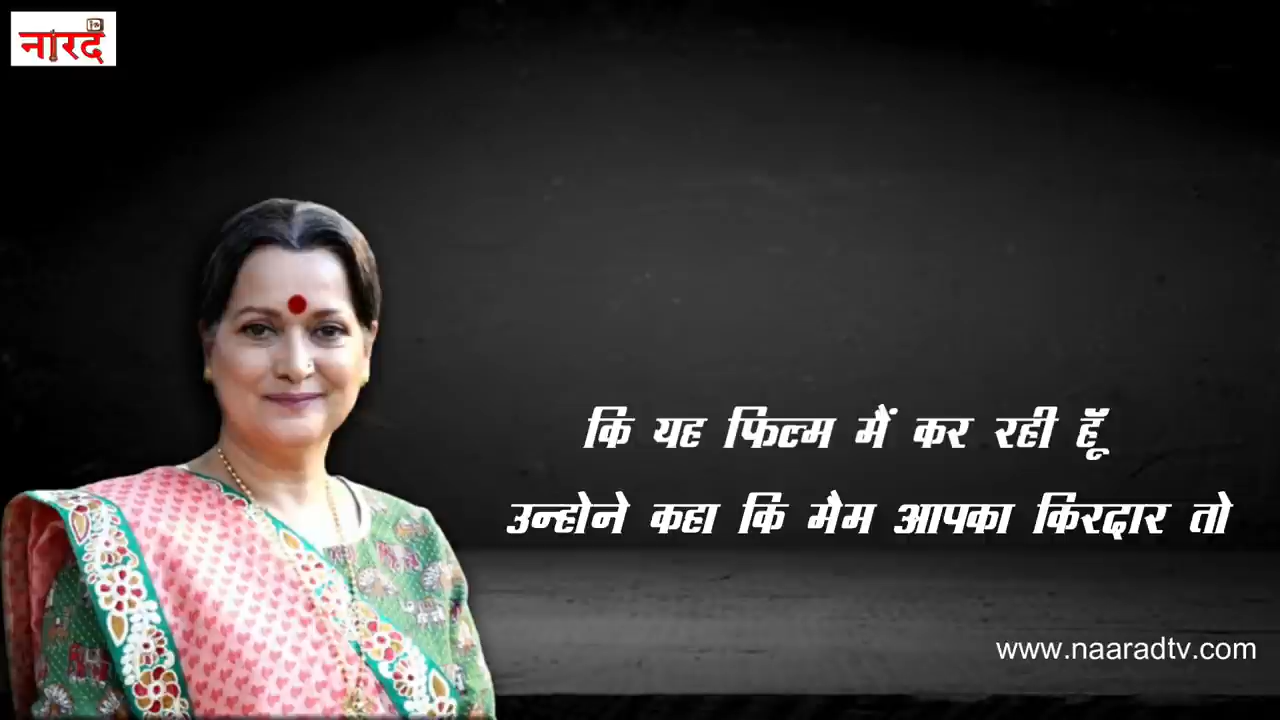 नारद
कि यह फिल्म मैं कर रही हूँ
उन्होने कहा कि मैम आपका किरदार तो
www.naaradtv.com